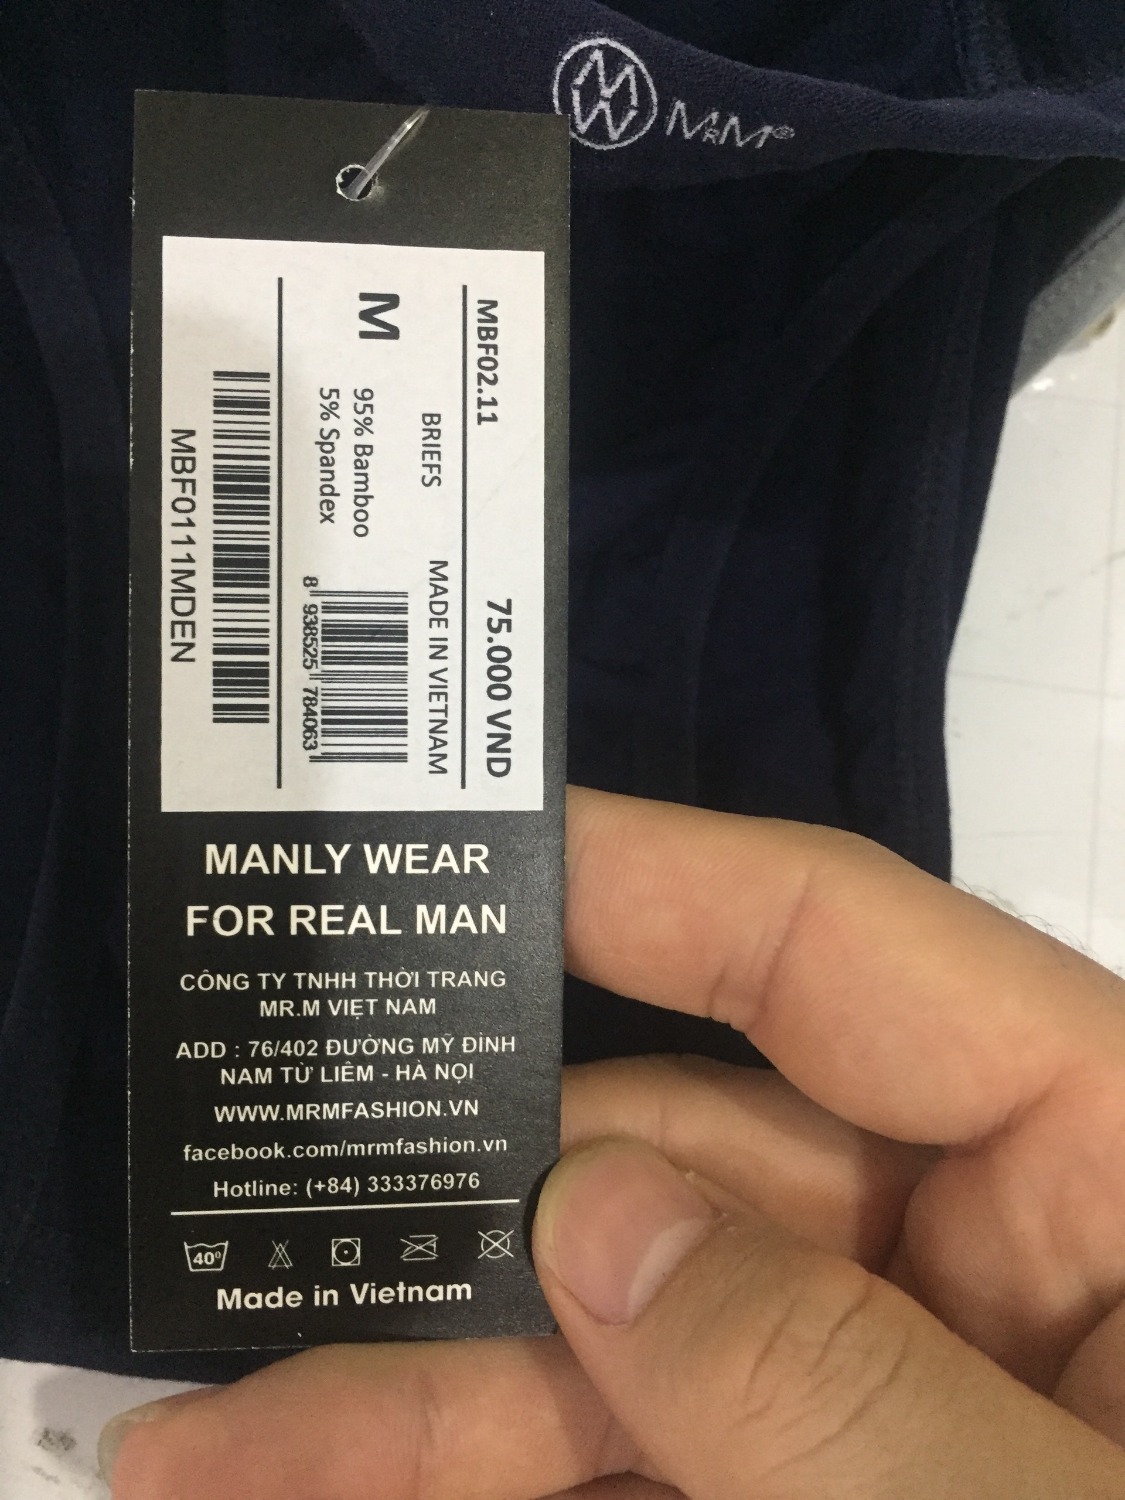 MRM®
MBF02.11
75.000 VND
BRIEFS
MADE IN VIETNAM
M
95% Bamboo
5% Spandex
8 938525 784063
MBF0111MDEN
MANLY WEAR
FOR REAL MAN
CÔNG TY TNHH THỜI TRANG
MR.M VIỆT NAM
ADD : 76/402 ĐƯỜNG MỸ ĐÌNH
NAM TỪ LIÊM - HÀ NỘI
WWW.MRMFASHION.VN
facebook.com/mrmfashion.vn
Hotline: (+84) 333376976
40⁰
Made in Vietnam